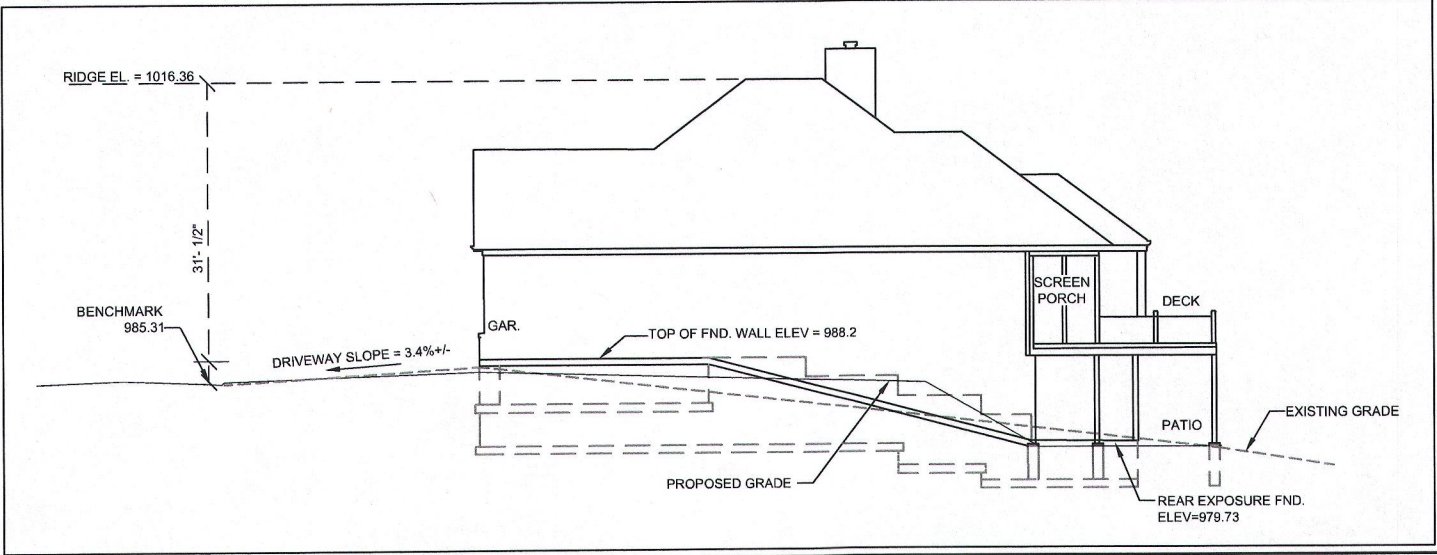 RIDGE EL. = 1016.36
31'- 1/2"
BENCHMARK
985.31
DRIVEWAY SLOPE = 3.4%+/-
GAR.
TOP OF FND. WALL ELEV = 988.2
SCREEN
PORCH
DECK
PATIO
EXISTING GRADE
PROPOSED GRADE
REAR EXPOSURE FND.
ELEV=979.73